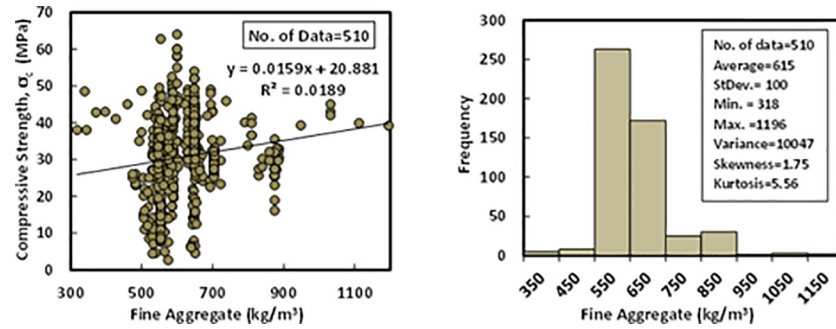 70
60
50
40
30
20
10
0
Compressive Strength, σc (MPa)
No. of Data=510
y = 0.0159x + 20.881
R² = 0.0189
300 500 700 900 1100
Fine Aggregate (kg/m³)
300
250
200
150
100
50
0
Frequency
No. of data=510
Average=615
StDev.= 100
Min. = 318
Max. =1196
Variance=10047
Skewness=1.75
Kurtosis=5.56
350 450 550 650 750 850 950 1050 1150
Fine Aggregate (kg/m³)